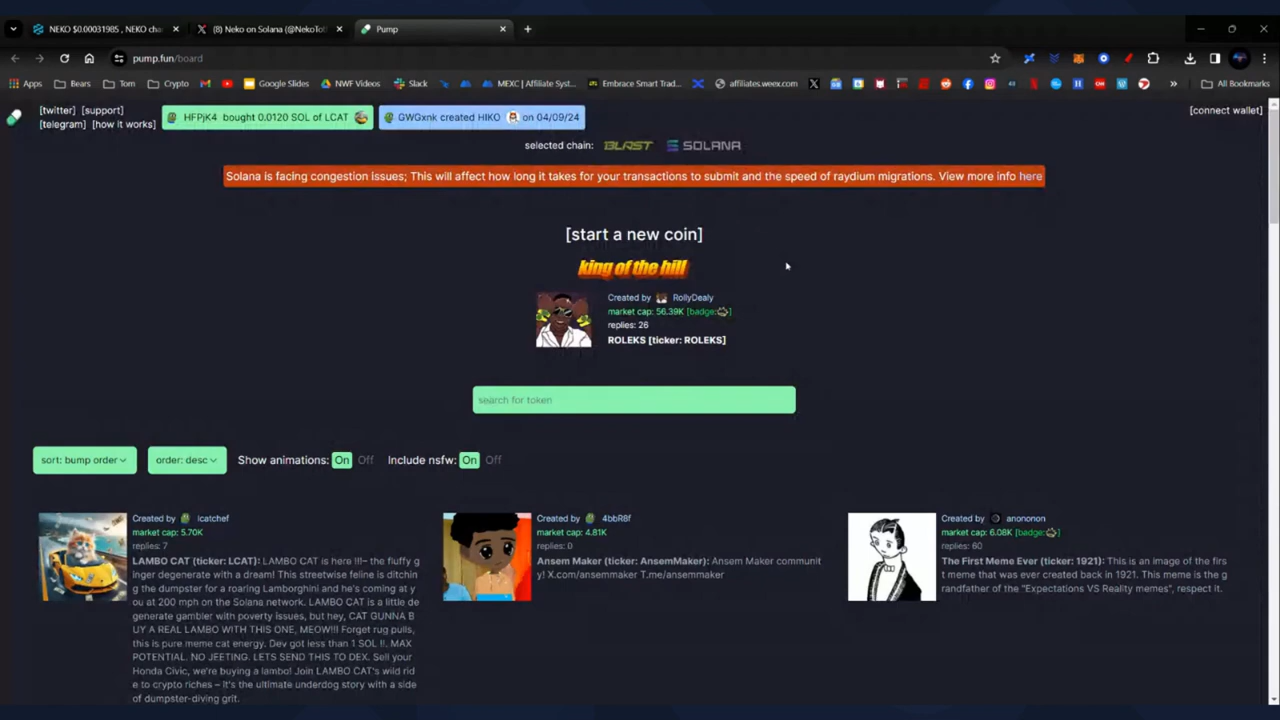 NEKO $0.00031985 , NEKO cha
(8) Neko on Solana (@NekoTot
Pump
pump.fun/board
Apps
Bears
Tom
Crypto
Google Slides
NWF Videos
Slack
MEXC | Affiliate Syst...
Embrace Smart Trad...
affiliates.weex.com
All Bookmarks
[twitter] [support]
[telegram] [how it works]
HFPjK4 bought 0.0120 SOL of LCAT
GWGxnk created HIKO on 04/09/24
[connect wallet]
selected chain: BLAST SOLANA
Solana is facing congestion issues; This will affect how long it takes for your transactions to submit and the speed of raydium migrations. View more info here
[start a new coin]
king of the hill
Created by RollyDealy
market cap: 56.39K [badge: ]
replies: 26
ROLEKS [ticker: ROLEKS]
search for token
sort: bump order
order: desc
Show animations: On Off
Include nsfw: On Off
Created by lcatchef
market cap: 5.70K
replies: 7
LAMBO CAT (ticker: LCAT): LAMBO CAT is here !!!– the fluffy g
inger degenerate with a dream! This streetwise feline is ditchin
g the dumpster for a roaring Lamborghini and he's coming at y
ou at 200 mph on the Solana network. LAMBO CAT is a little de
generate gambler with poverty issues, but hey, CAT GUNNA B
UY A REAL LAMBO WITH THIS ONE, MEOW!!! Forget rug pulls,
this is pure meme cat energy. Dev got less than 1 SOL !!. MAX
POTENTIAL. NO JEETING. LETS SEND THIS TO DEX. Sell your
Honda Civic, we're buying a lambo! Join LAMBO CAT's wild rid
e to crypto riches – it's the ultimate underdog story with a side
of dumpster-diving grit.
Created by 4bbR8f
market cap: 4.81K
replies: 0
Ansem Maker (ticker: AnsemMaker): Ansem Maker communit
y! X.com/ansemmaker T.me/ansemmaker
Created by anononon
market cap: 6.08K [badge: ]
replies: 60
The First Meme Ever (ticker: 1921): This is an image of the firs
t meme that was ever created back in 1921. This meme is the g
randfather of the "Expectations VS Reality memes", respect it.